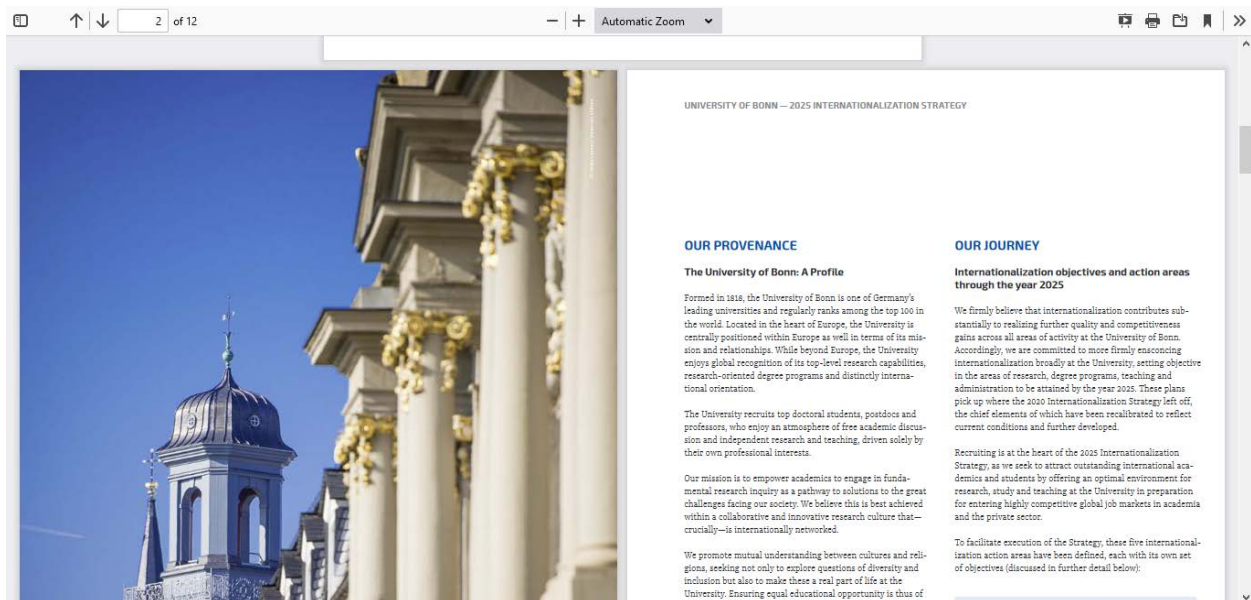 2 of 12
Automatic Zoom
UNIVERSITY OF BONN — 2025 INTERNATIONALIZATION STRATEGY
OUR PROVENANCE
The University of Bonn: A Profile
Formed in 1818, the University of Bonn is one of Germany's
leading universities and regularly ranks among the top 100 in
the world. Located in the heart of Europe, the University is
centrally positioned within Europe as well in terms of its mis-
sion and relationships. While beyond Europe, the University
enjoys global recognition of its top-level research capabilities,
research-oriented degree programs and distinctly interna-
tional orientation.
The University recruits top doctoral students, postdocs and
professors, who enjoy an atmosphere of free academic discus-
sion and independent research and teaching, driven solely by
their own professional interests.
Our mission is to empower academics to engage in funda-
mental research inquiry as a pathway to solutions to the great
challenges facing our society. We believe this is best achieved
within a collaborative and innovative research culture that—
crucially—is internationally networked.
We promote mutual understanding between cultures and reli-
gions, seeking not only to explore questions of diversity and
inclusion but also to make these a real part of life at the
University. Ensuring equal educational opportunity is thus of
OUR JOURNEY
Internationalization objectives and action areas
through the year 2025
We firmly believe that internationalization contributes sub-
stantially to realizing further quality and competitiveness
gains across all areas of activity at the University of Bonn.
Accordingly, we are committed to more firmly ensconcing
internationalization broadly at the University, setting objective
in the areas of research, degree programs, teaching and
administration to be attained by the year 2025. These plans
pick up where the 2020 Internationalization Strategy left off,
the chief elements of which have been recalibrated to reflect
current conditions and further developed.
Recruiting is at the heart of the 2025 Internationalization
Strategy, as we seek to attract outstanding international aca-
demics and students by offering an optimal environment for
research, study and teaching at the University in preparation
for entering highly competitive global job markets in academia
and the private sector.
To facilitate execution of the Strategy, these five international-
ization action areas have been defined, each with its own set
of objectives (discussed in further detail below):